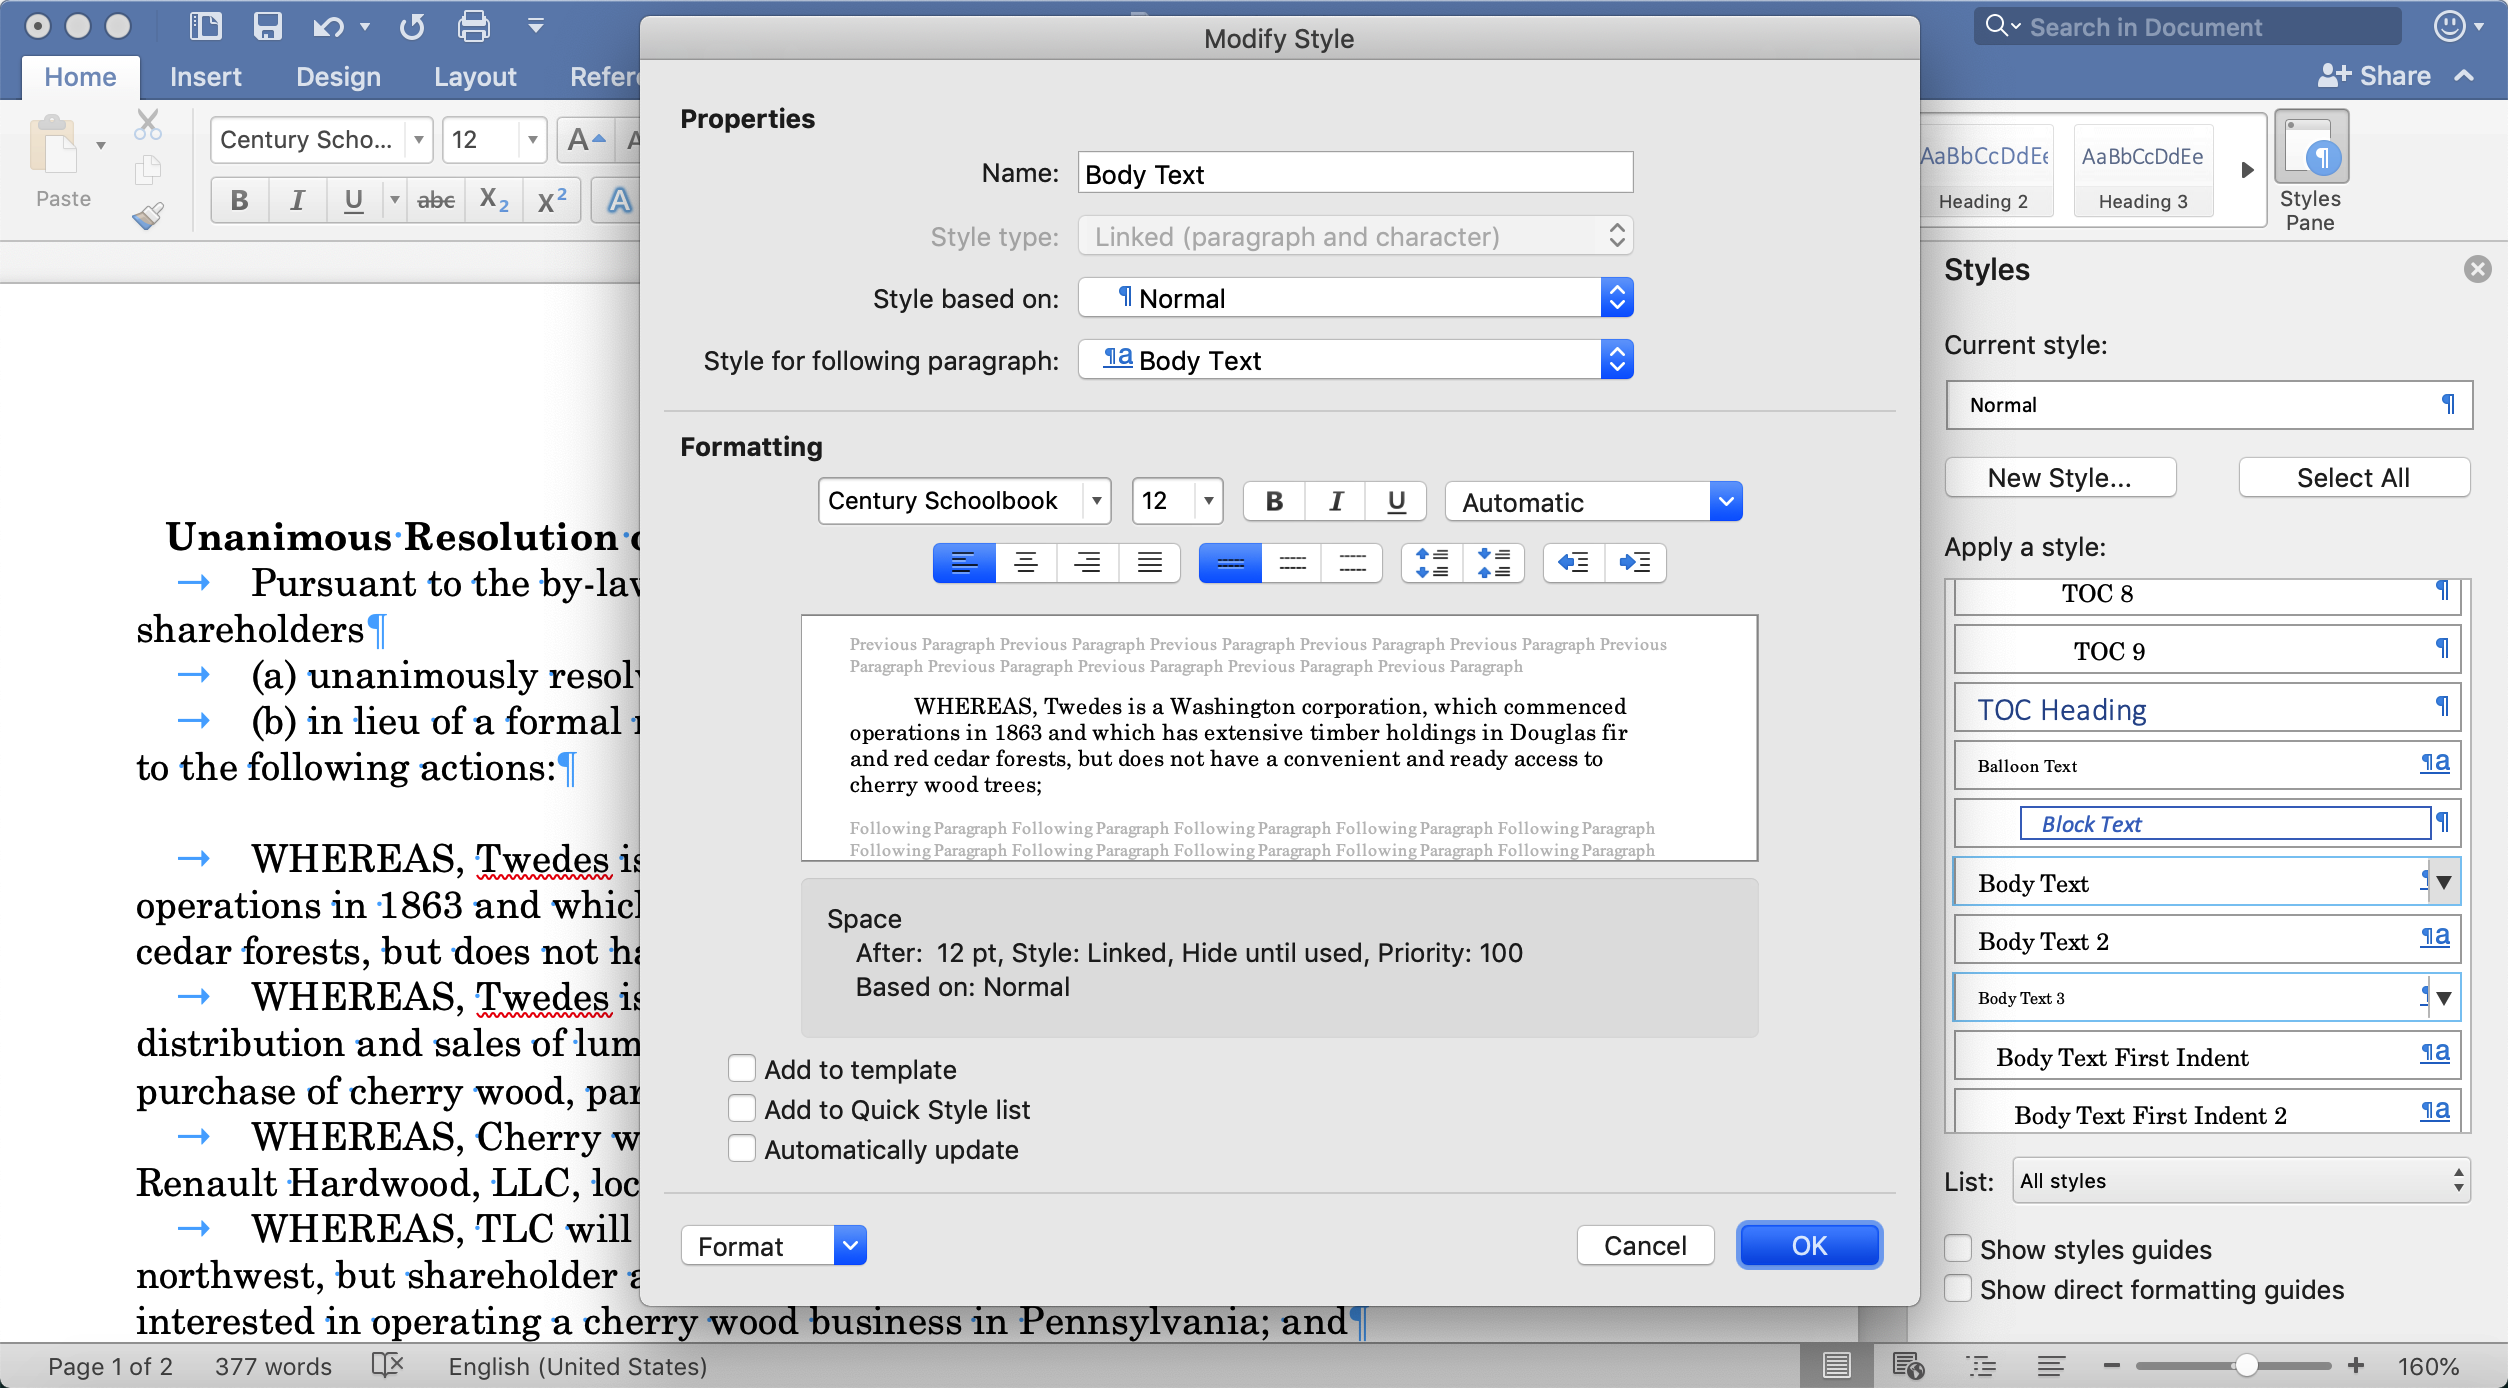 Modify Style
Search in Document
Home
Insert
Design
Layout
Share
Paste
Century Scho...
12
B
I
U
abc
X2
X2
A
AaBbCcDdEe
Heading 2
AaBbCcDdEe
Heading 3
Styles
Pane
Properties
Name: Body Text
Style type: Linked (paragraph and character)
Style based on: ¶ Normal
Style for following paragraph: ¶a Body Text
Formatting
Century Schoolbook
12
B
I
U
Automatic
Previous Paragraph Previous Paragraph Previous Paragraph Previous Paragraph Previous Paragraph Previous
Paragraph Previous Paragraph Previous Paragraph Previous Paragraph Previous Paragraph
WHEREAS, Twedes is a Washington corporation, which commenced
operations in 1863 and which has extensive timber holdings in Douglas fir
and red cedar forests, but does not have a convenient and ready access to
cherry wood trees;
Following Paragraph Following Paragraph Following Paragraph Following Paragraph Following Paragraph
Following Paragraph Following Paragraph Following Paragraph Following Paragraph Following Paragraph
Space
After: 12 pt, Style: Linked, Hide until used, Priority: 100
Based on: Normal
Add to template
Add to Quick Style list
Automatically update
Format
Cancel
OK
Unanimous Resolution
Pursuant to the
shareholders¶
(a) unanimously
(b) in lieu of a formal
to the following actions:¶
WHEREAS, Twedes
operations in 1863 and
cedar forests, but does not
WHEREAS, Twedes
distribution and sales of
purchase of cherry wood,
WHEREAS, Cherry
Renault Hardwood, LLC,
WHEREAS, TLC will
northwest, but shareholder
interested in operating a cherry wood business in Pennsylvania; and¶
Styles
Current style:
Normal ¶
New Style...
Select All
Apply a style:
TOC 8 ¶
TOC 9 ¶
TOC Heading ¶
Balloon Text ¶a
Block Text ¶
Body Text
Body Text 2 ¶a
Body Text 3
Body Text First Indent ¶a
Body Text First Indent 2 ¶a
List: All styles
Show styles guides
Show direct formatting guides
Page 1 of 2
377 words
English (United States)
160%